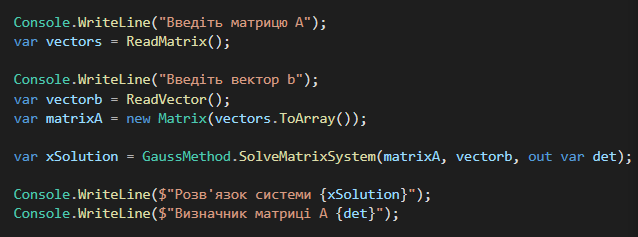 Console.WriteLine("Введіть матрицю A");
var vectors = ReadMatrix();
Console.WriteLine("Введіть вектор b");
var vectorb = ReadVector();
var matrixA = new Matrix(vectors.ToArray());
var xSolution = GaussMethod.SolveMatrixSystem(matrixA, vectorb, out var det);
Console.WriteLine($"Розв'язок системи {xSolution}");
Console.WriteLine($"Визначник матриці A {det}");